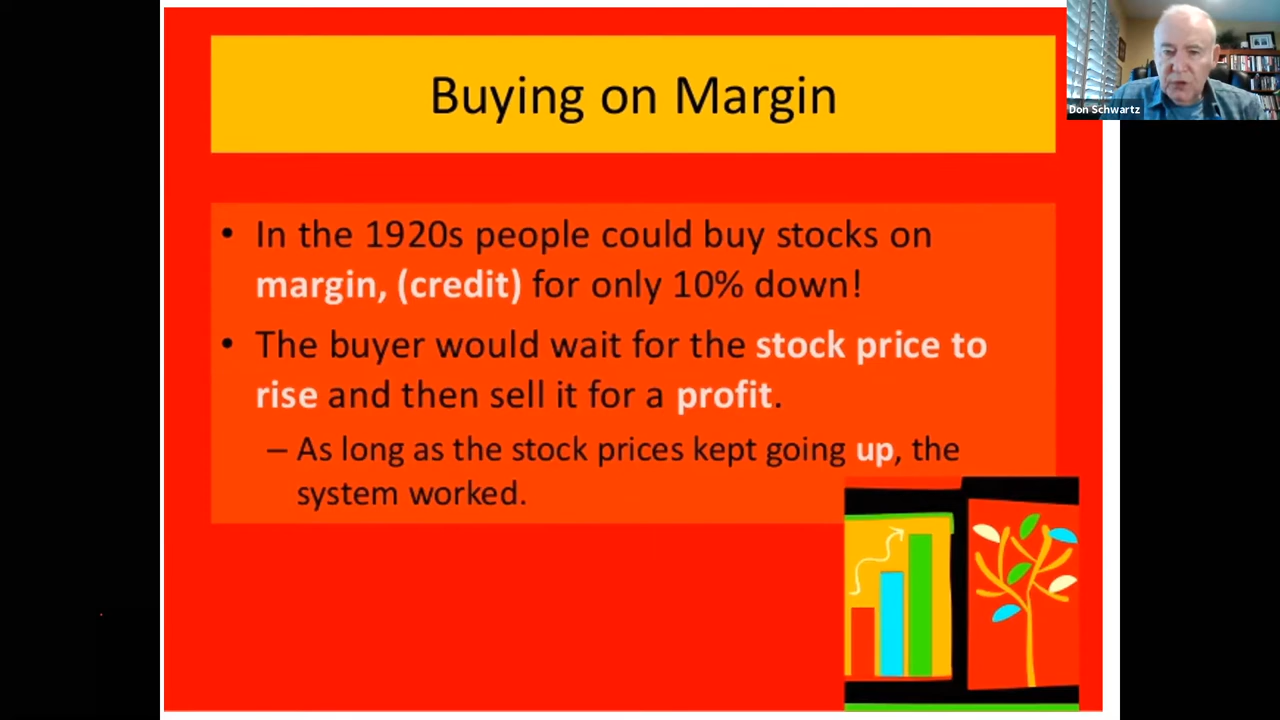 Buying on Margin
Don Schwartz
• In the 1920s people could buy stocks on
margin, (credit) for only 10% down!
• The buyer would wait for the stock price to
rise and then sell it for a profit.
– As long as the stock prices kept going up, the
system worked.